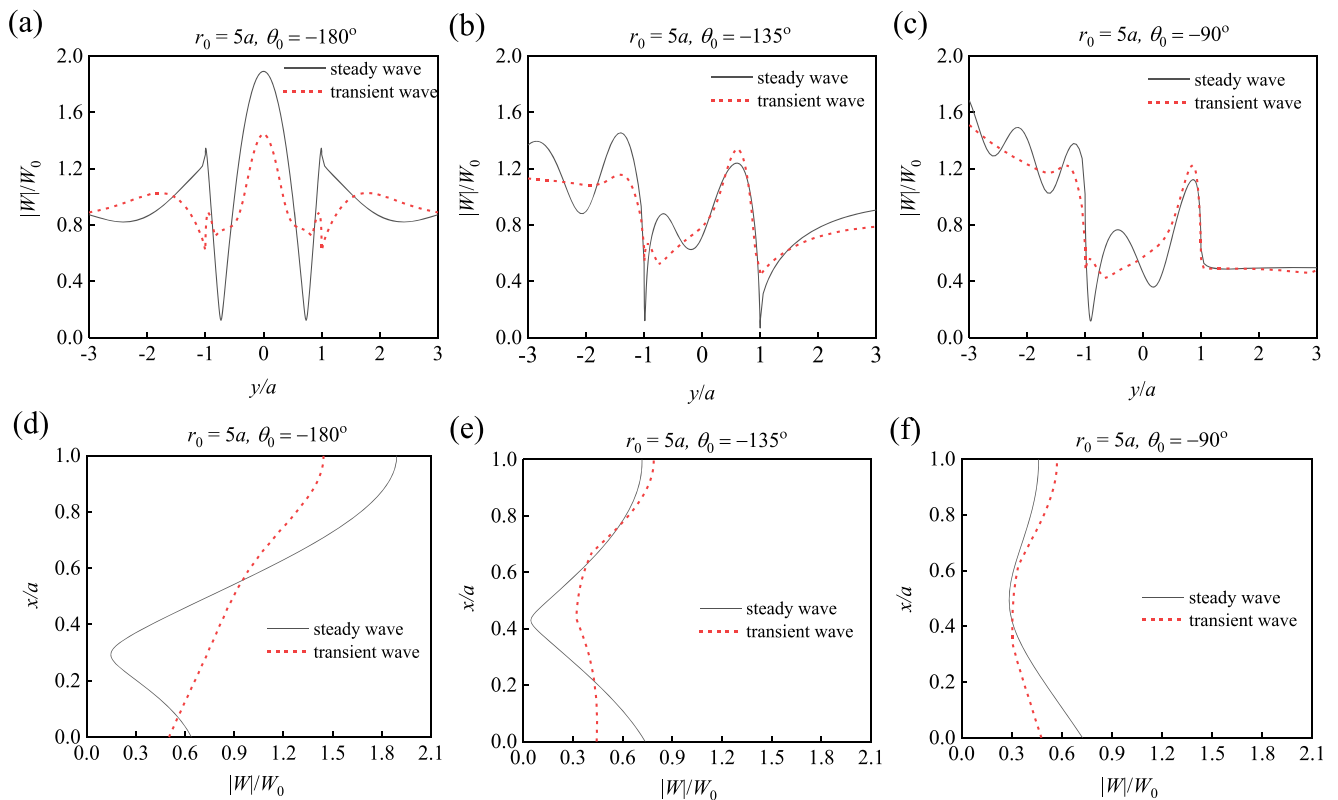 (a)
r0 = 5a, θ0 = −180°
2.0
1.6
1.2
0.8
0.4
0.0
|W|/W0
steady wave
transient wave
-3 -2 -1 0 1 2 3
y/a
(b)
r0 = 5a, θ0 = −135°
2.0
1.6
1.2
0.8
0.4
0.0
|W|/W0
steady wave
transient wave
-3 -2 -1 0 1 2 3
y/a
(c)
r0 = 5a, θ0 = −90°
2.0
1.6
1.2
0.8
0.4
0.0
|W|/W0
steady wave
transient wave
-3 -2 -1 0 1 2 3
y/a
(d)
r0 = 5a, θ0 = −180°
1.0
0.8
0.6
0.4
0.2
0.0
x/a
steady wave
transient wave
0.0 0.3 0.6 0.9 1.2 1.5 1.8 2.1
|W|/W0
(e)
r0 = 5a, θ0 = −135°
1.0
0.8
0.6
0.4
0.2
0.0
x/a
steady wave
transient wave
0.0 0.3 0.6 0.9 1.2 1.5 1.8 2.1
|W|/W0
(f)
r0 = 5a, θ0 = −90°
1.0
0.8
0.6
0.4
0.2
0.0
x/a
steady wave
transient wave
0.0 0.3 0.6 0.9 1.2 1.5 1.8 2.1
|W|/W0